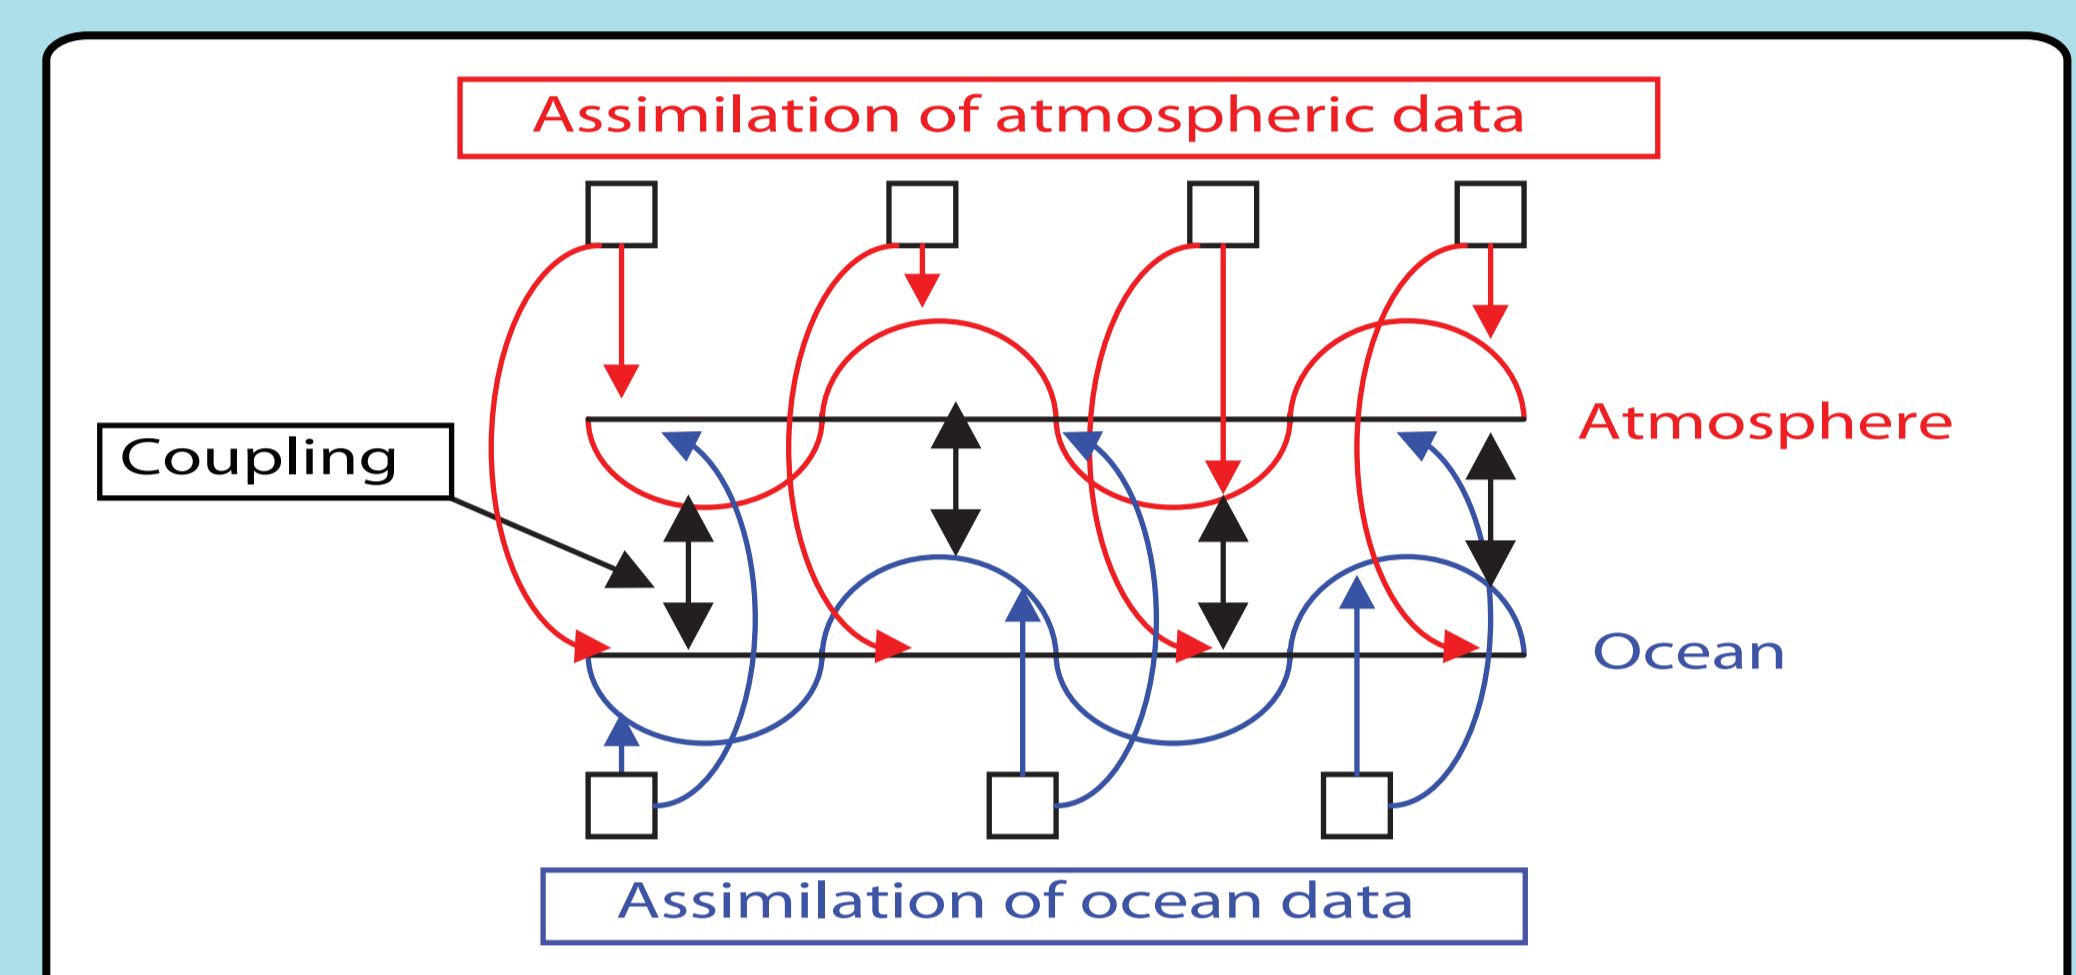 Assimilation of atmospheric data
Atmosphere
Coupling
Ocean
Assimilation of ocean data